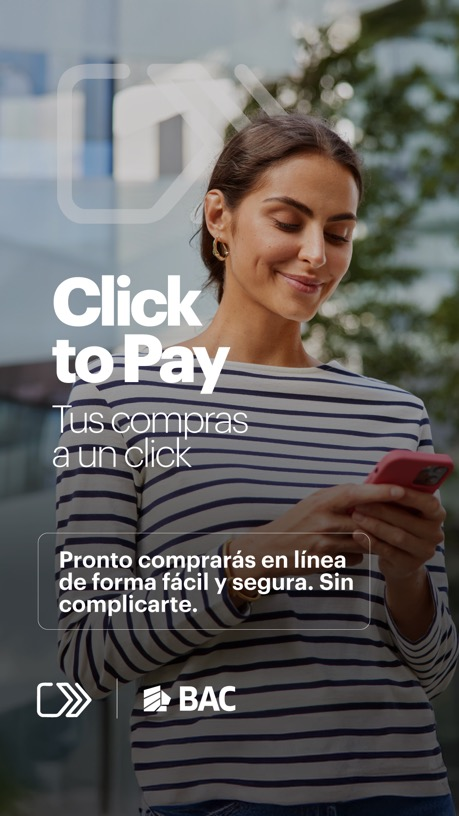 Click
to Pay
Tus compras
a un click
Pronto comprarás en línea
de forma fácil y segura. Sin
complicarte.
BAC